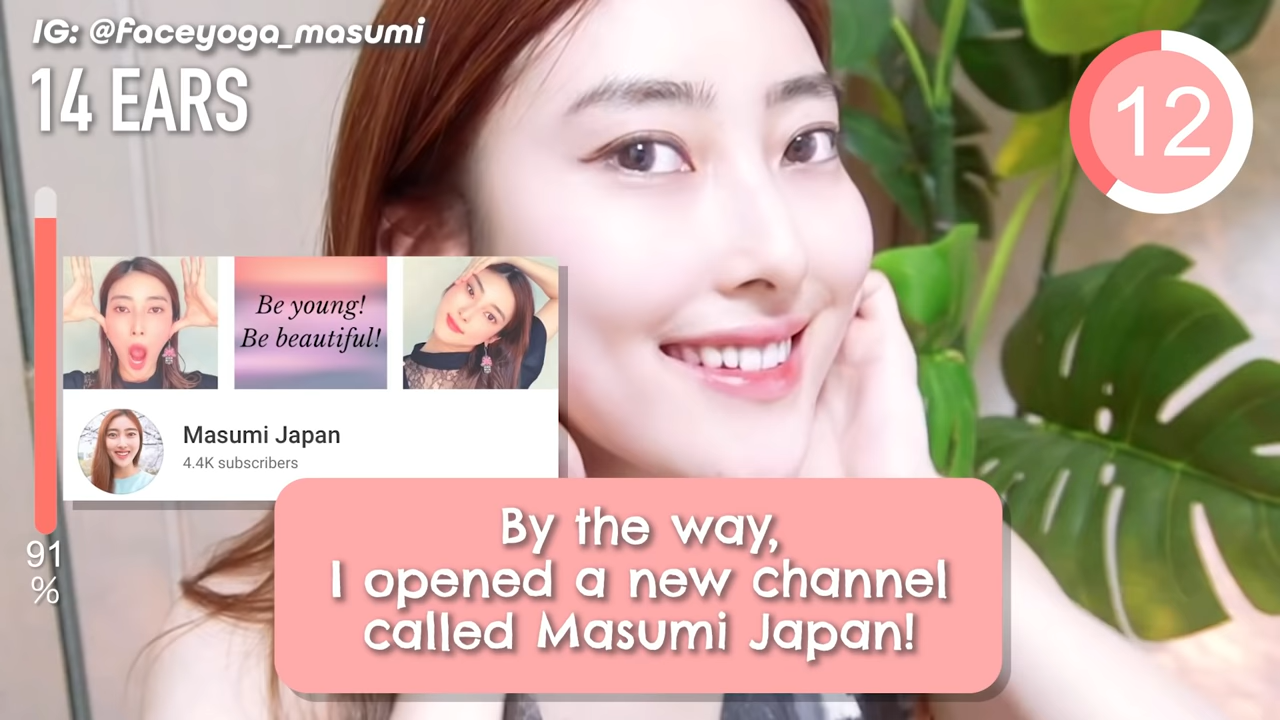 IG: @faceyoga_masumi
14 EARS
12
Be young!
Be beautiful!
Masumi Japan
4.4K subscribers
91
%
By the way,
I opened a new channel
called Masumi Japan!